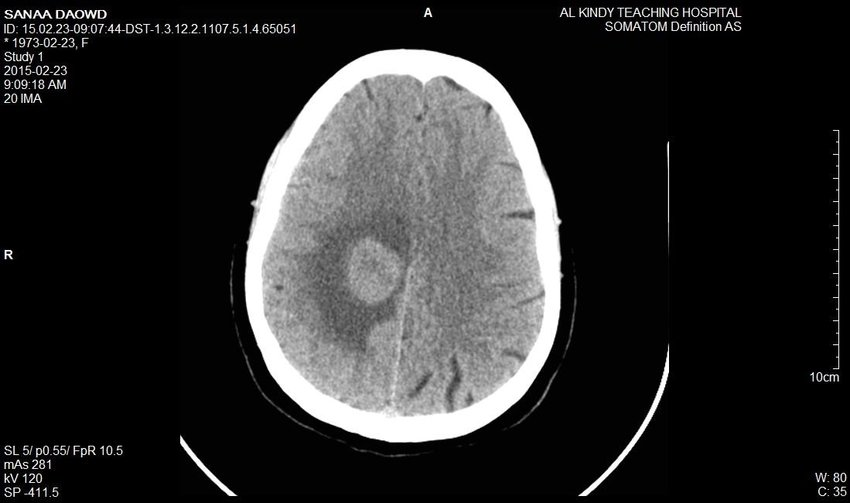 SANAA DAOWD
ID: 15.02.23-09:07:44-DST-1.3.12.2.1107.5.1.4.65051
* 1973-02-23, F
Study 1
2015-02-23
9:09:18 AM
20 IMA
A
AL KINDY TEACHING HOSPITAL
SOMATOM Definition AS
R
10cm
SL 5/ p0.55/ FpR 10.5
mAs 281
kV 120
SP -411.5
W: 80
C: 35